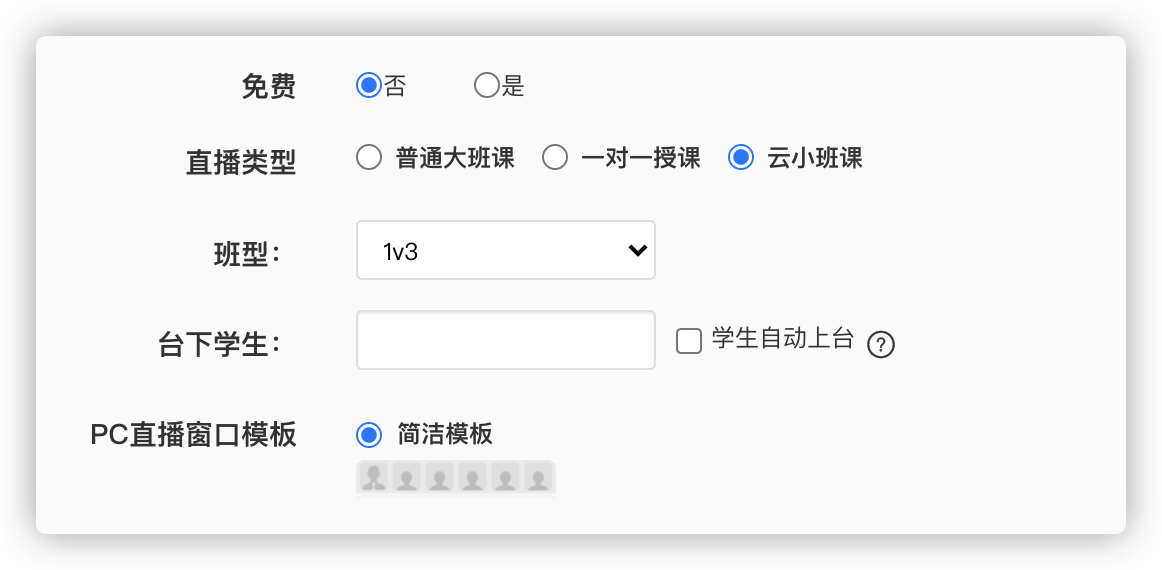 免费 否 是
直播类型 普通大班课 一对一授课 云小班课
班型： 1v3
台下学生： 学生自动上台 ?
PC直播窗口模板 简洁模板